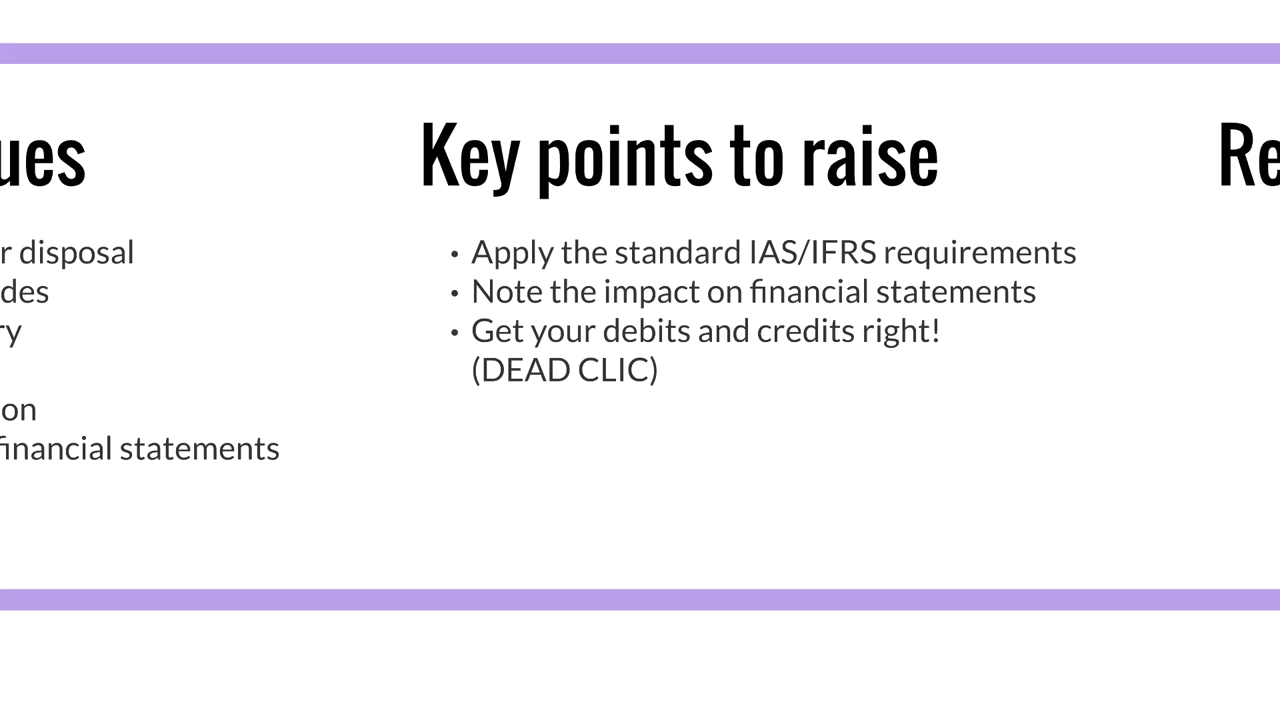 ues
Key points to raise
Re
r disposal
des
ry
on
financial statements
• Apply the standard IAS/IFRS requirements
• Note the impact on financial statements
• Get your debits and credits right!
(DEAD CLIC)